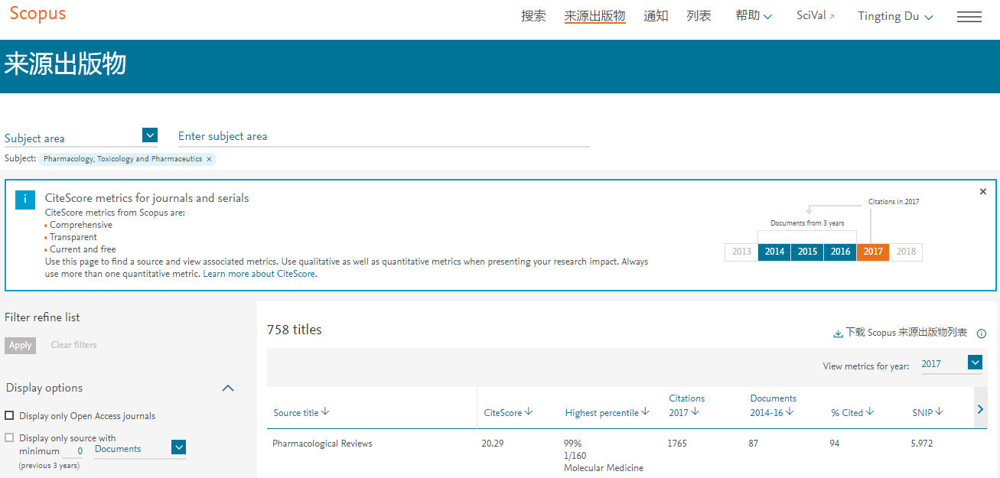 Scopus
搜索 来源出版物 通知 列表 帮助 SciVal Tingting Du
来源出版物
Subject area
Enter subject area
Subject: Pharmacology, Toxicology and Pharmaceutics ×
i
CiteScore metrics for journals and serials
CiteScore metrics from Scopus are:
• Comprehensive
• Transparent
• Current and free
Use this page to find a source and view associated metrics. Use qualitative as well as quantitative metrics when presenting your research impact. Always
use more than one quantitative metric. Learn more about CiteScore.
Citations in 2017
Documents from 3 years
2013 2014 2015 2016 2017 2018
Filter refine list
Apply Clear filters
Display options
Display only Open Access journals
Display only source with
minimum 0 Documents
(previous 3 years)
758 titles
下载 Scopus 来源出版物列表
View metrics for year: 2017
Source title CiteScore Highest percentile Citations 2017 Documents 2014-16 % Cited SNIP
Pharmacological Reviews 20.29 99% 1765 87 94 5.972
1/160
Molecular Medicine